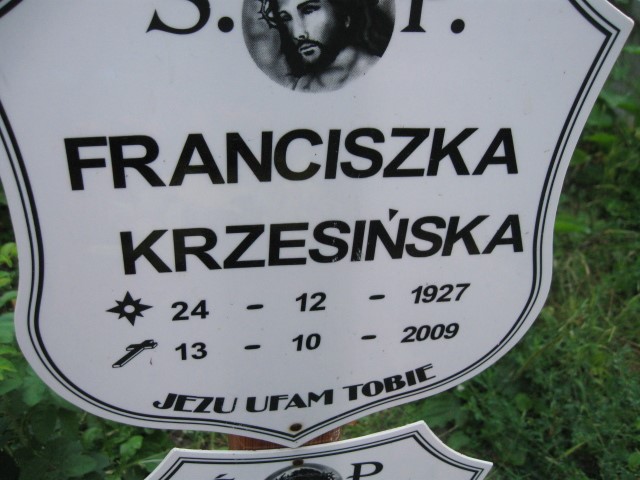 Ś. P.
FRANCISZKA
KRZESIŃSKA
24 - 12 - 1927
13 - 10 - 2009
JEZU UFAM TOBIE
Ś P